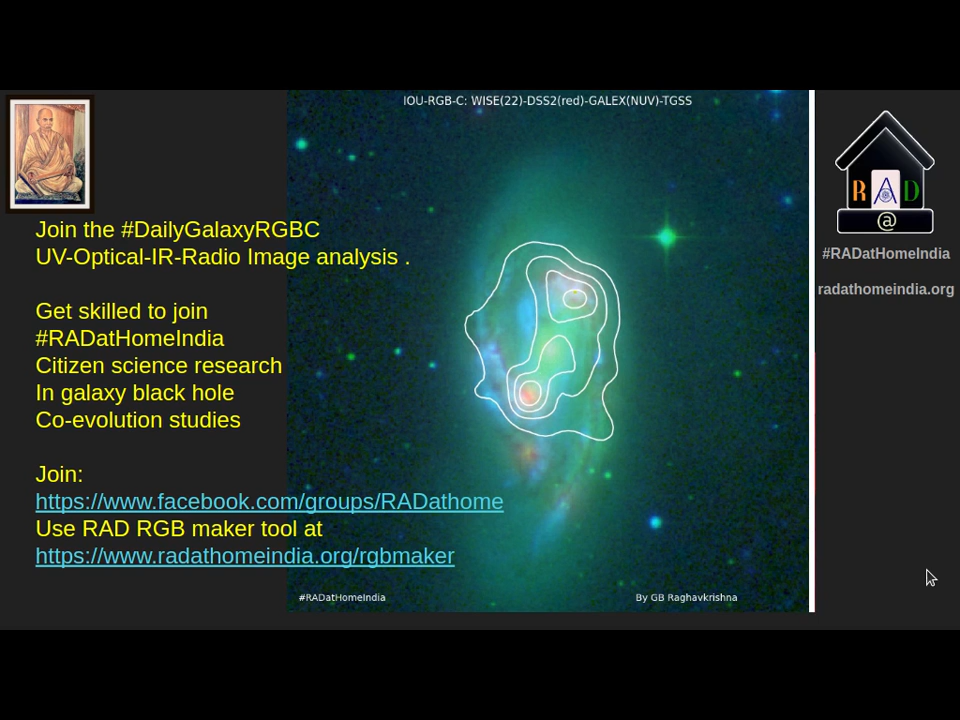 IOU-RGB-C: WISE(22)-DSS2(red)-GALEX(NUV)-TGSS
Join the #DailyGalaxyRGBC
UV-Optical-IR-Radio Image analysis .
Get skilled to join
#RADatHomeIndia
Citizen science research
In galaxy black hole
Co-evolution studies
Join:
https://www.facebook.com/groups/RADathome
Use RAD RGB maker tool at
https://www.radathomeindia.org/rgbmaker
#RADatHomeIndia
By GB Raghavkrishna
RAD
@
#RADatHomeIndia
radathomeindia.org